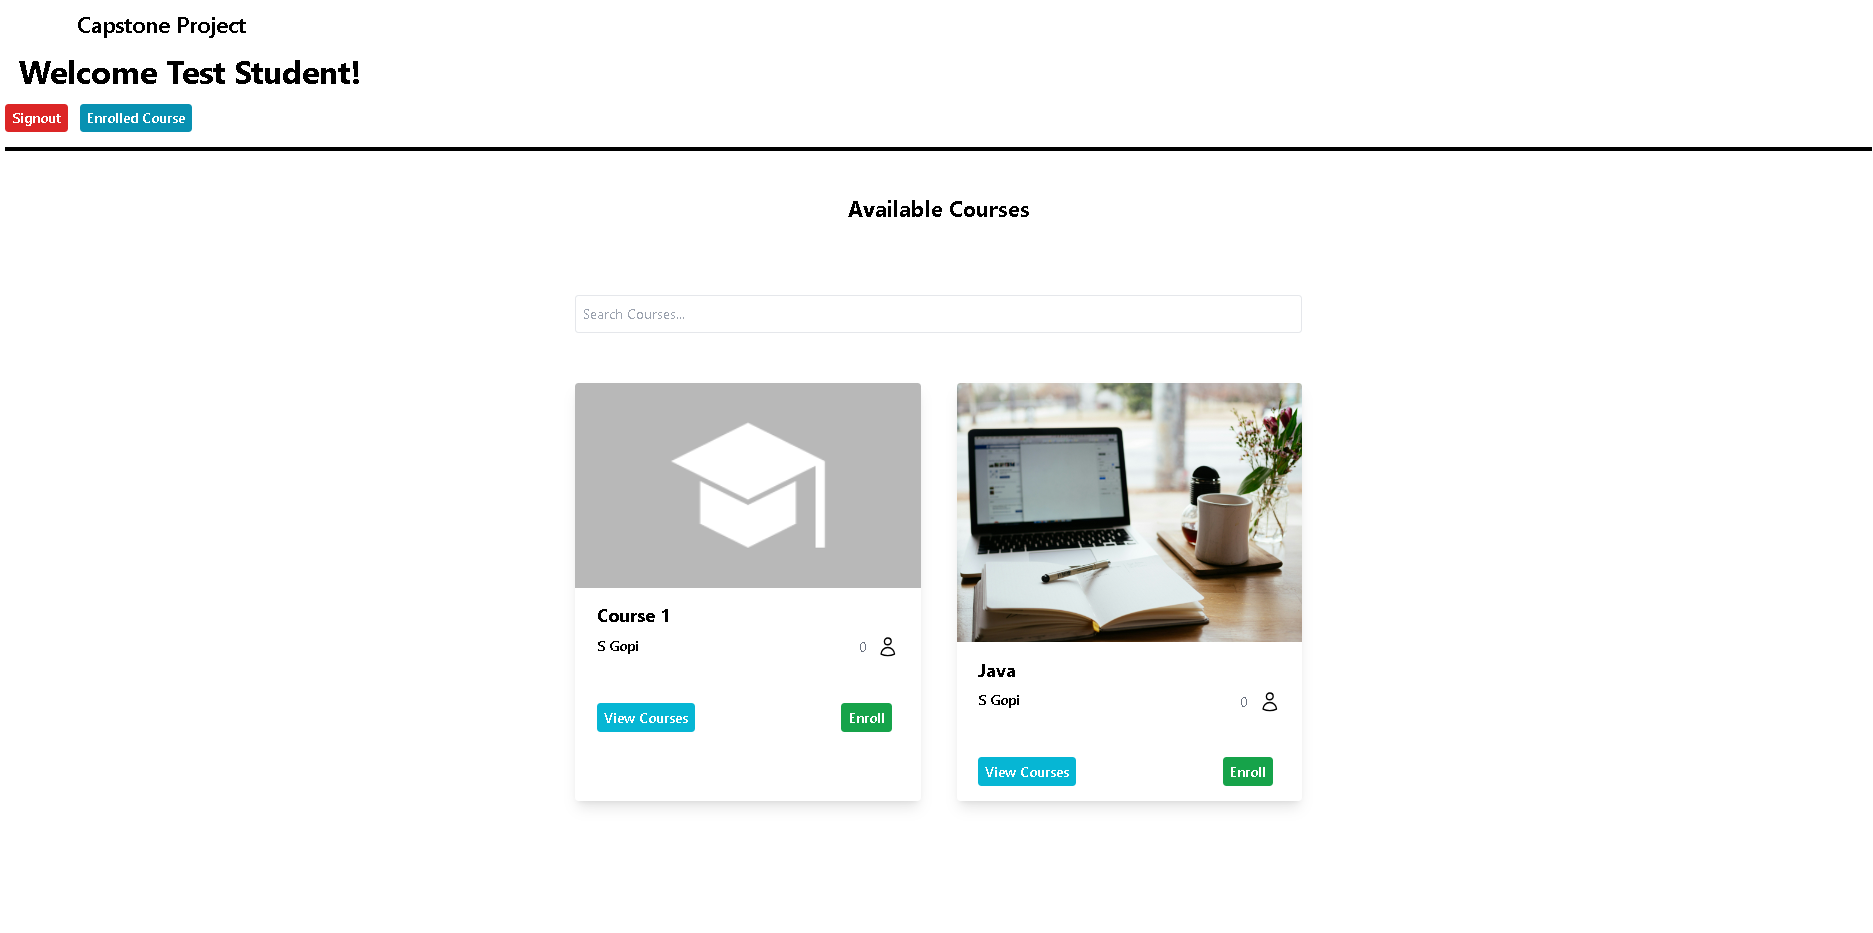 Capstone Project
Welcome Test Student!
Signout Enrolled Course
Available Courses
Search Courses...
Course 1
S Gopi 0
View Courses Enroll
Java
S Gopi 0
View Courses Enroll